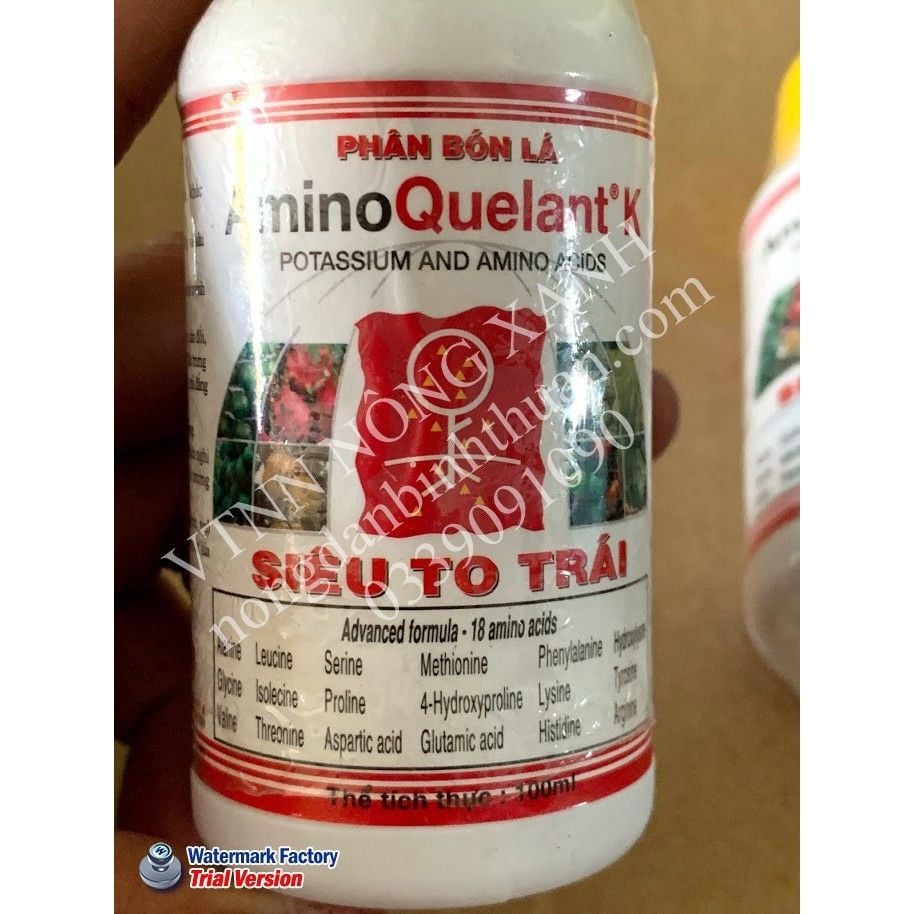 PHÂN BÓN LÁ
AminoQuelant® K
POTASSIUM AND AMINO ACIDS
VTNN NÔNG XANH
nongdanbinhthuan.com
0339091090
SIÊU TO TRÁI
Advanced formula - 18 amino acids
Alanine Leucine Serine Methionine Phenylalanine
Glycine Isolecine Proline 4-Hydroxyproline Lysine Tyrosine
Valine Threonine Aspartic acid Glutamic acid Histidine Arginine
Thể tích thực : 100ml
Watermark Factory
Trial Version